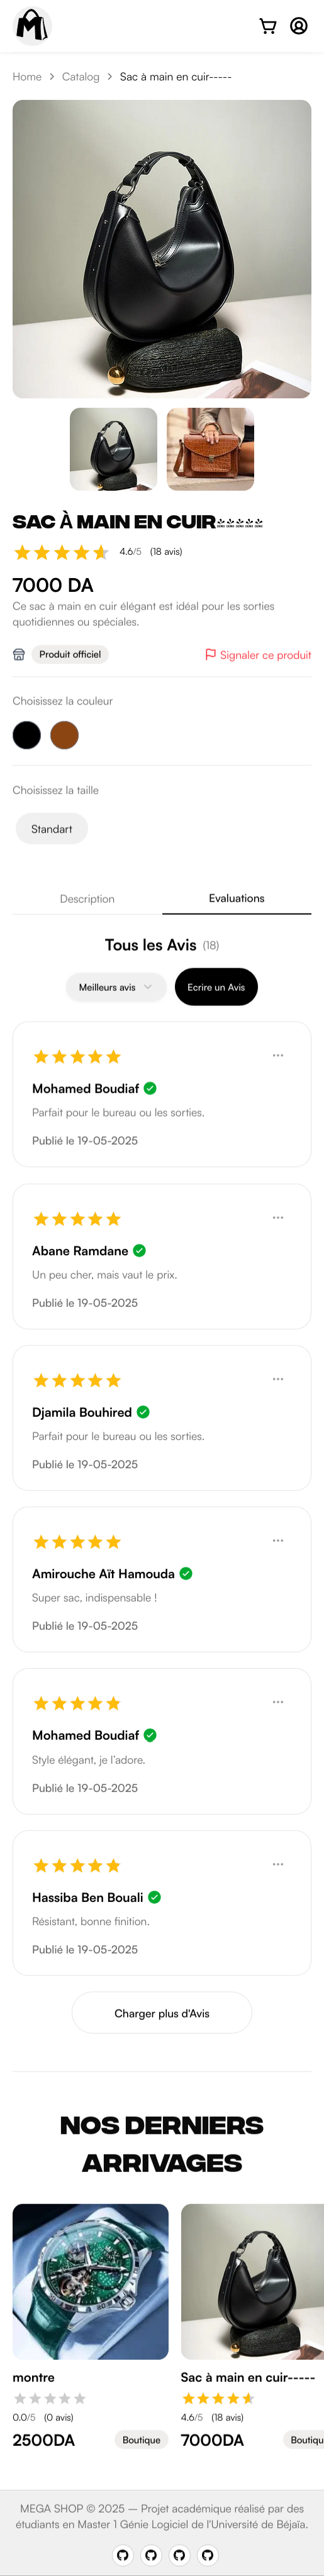 M
Home > Catalog > Sac à main en cuir-----
SAC À MAIN EN CUIR
4.6/5 (18 avis)
7000 DA
Ce sac à main en cuir élégant est idéal pour les sorties
quotidiennes ou spéciales.
Produit officiel
Signaler ce produit
Choisissez la couleur
Choisissez la taille
Standart
Description
Evaluations
Tous les Avis (18)
Meilleurs avis
Ecrire un Avis
Mohamed Boudiaf
Parfait pour le bureau ou les sorties.
Publié le 19-05-2025
Abane Ramdane
Un peu cher, mais vaut le prix.
Publié le 19-05-2025
Djamila Bouhired
Parfait pour le bureau ou les sorties.
Publié le 19-05-2025
Amirouche Aït Hamouda
Super sac, indispensable !
Publié le 19-05-2025
Mohamed Boudiaf
Style élégant, je l'adore.
Publié le 19-05-2025
Hassiba Ben Bouali
Résistant, bonne finition.
Publié le 19-05-2025
Charger plus d'Avis
NOS DERNIERS
ARRIVAGES
montre
0.0/5 (0 avis)
2500DA
Boutique
Sac à main en cuir-----
4.6/5 (18 avis)
7000DA
Boutiqu
MEGA SHOP © 2025 — Projet académique réalisé par des
étudiants en Master 1 Génie Logiciel de l'Université de Béjaïa.